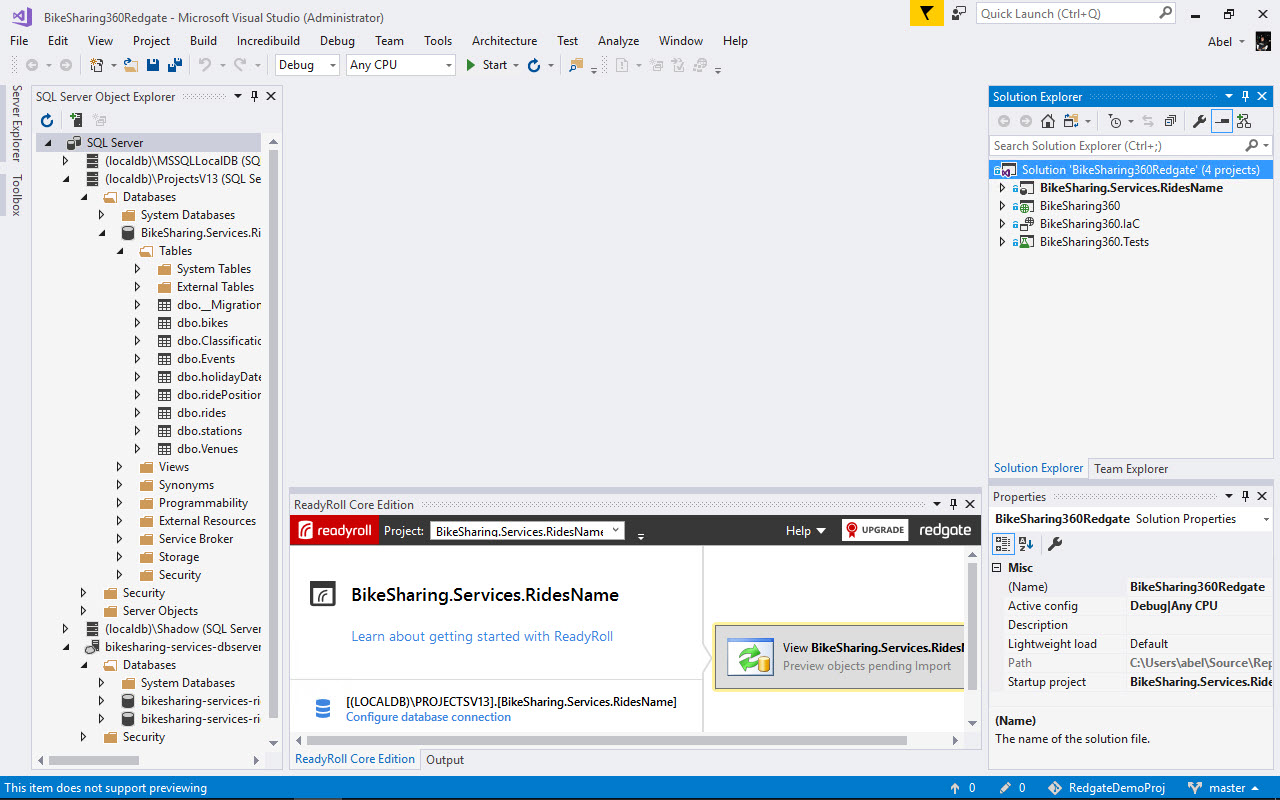 BikeSharing360Redgate - Microsoft Visual Studio (Administrator)
Quick Launch (Ctrl+Q)
File Edit View Project Build Incredibuild Debug Team Tools Architecture Test Analyze Window Help
Abel
Debug Any CPU Start
Server Explorer
Toolbox
SQL Server Object Explorer
SQL Server
(localdb)\MSSQLLocalDB (SQ
(localdb)\ProjectsV13 (SQL Se
Databases
System Databases
BikeSharing.Services.Ri
Tables
System Tables
External Tables
dbo.__Migration
dbo.bikes
dbo.Classificatio
dbo.Events
dbo.holidayDate
dbo.ridePosition
dbo.rides
dbo.stations
dbo.Venues
Views
Synonyms
Programmability
External Resources
Service Broker
Storage
Security
Security
Server Objects
(localdb)\Shadow (SQL Server
bikesharing-services-dbserver
Databases
System Databases
bikesharing-services-ri
bikesharing-services-ri
Security
ReadyRoll Core Edition
readyroll Project: BikeSharing.Services.RidesName Help UPGRADE redgate
BikeSharing.Services.RidesName
Learn about getting started with ReadyRoll
[(LOCALDB)\PROJECTSV13].[BikeSharing.Services.RidesName]
Configure database connection
View BikeSharing.Services.Rides
Preview objects pending Import
ReadyRoll Core Edition Output
Solution Explorer
Search Solution Explorer (Ctrl+;)
Solution 'BikeSharing360Redgate' (4 projects)
BikeSharing.Services.RidesName
BikeSharing360
BikeSharing360.IaC
BikeSharing360.Tests
Solution Explorer Team Explorer
Properties
BikeSharing360Redgate Solution Properties
Misc
(Name) BikeSharing360Redgate
Active config Debug|Any CPU
Description
Lightweight load Default
Path C:\Users\abel\Source\Rep
Startup project BikeSharing.Services.Ride
(Name)
The name of the solution file.
This item does not support previewing
0 0 RedgateDemoProj master